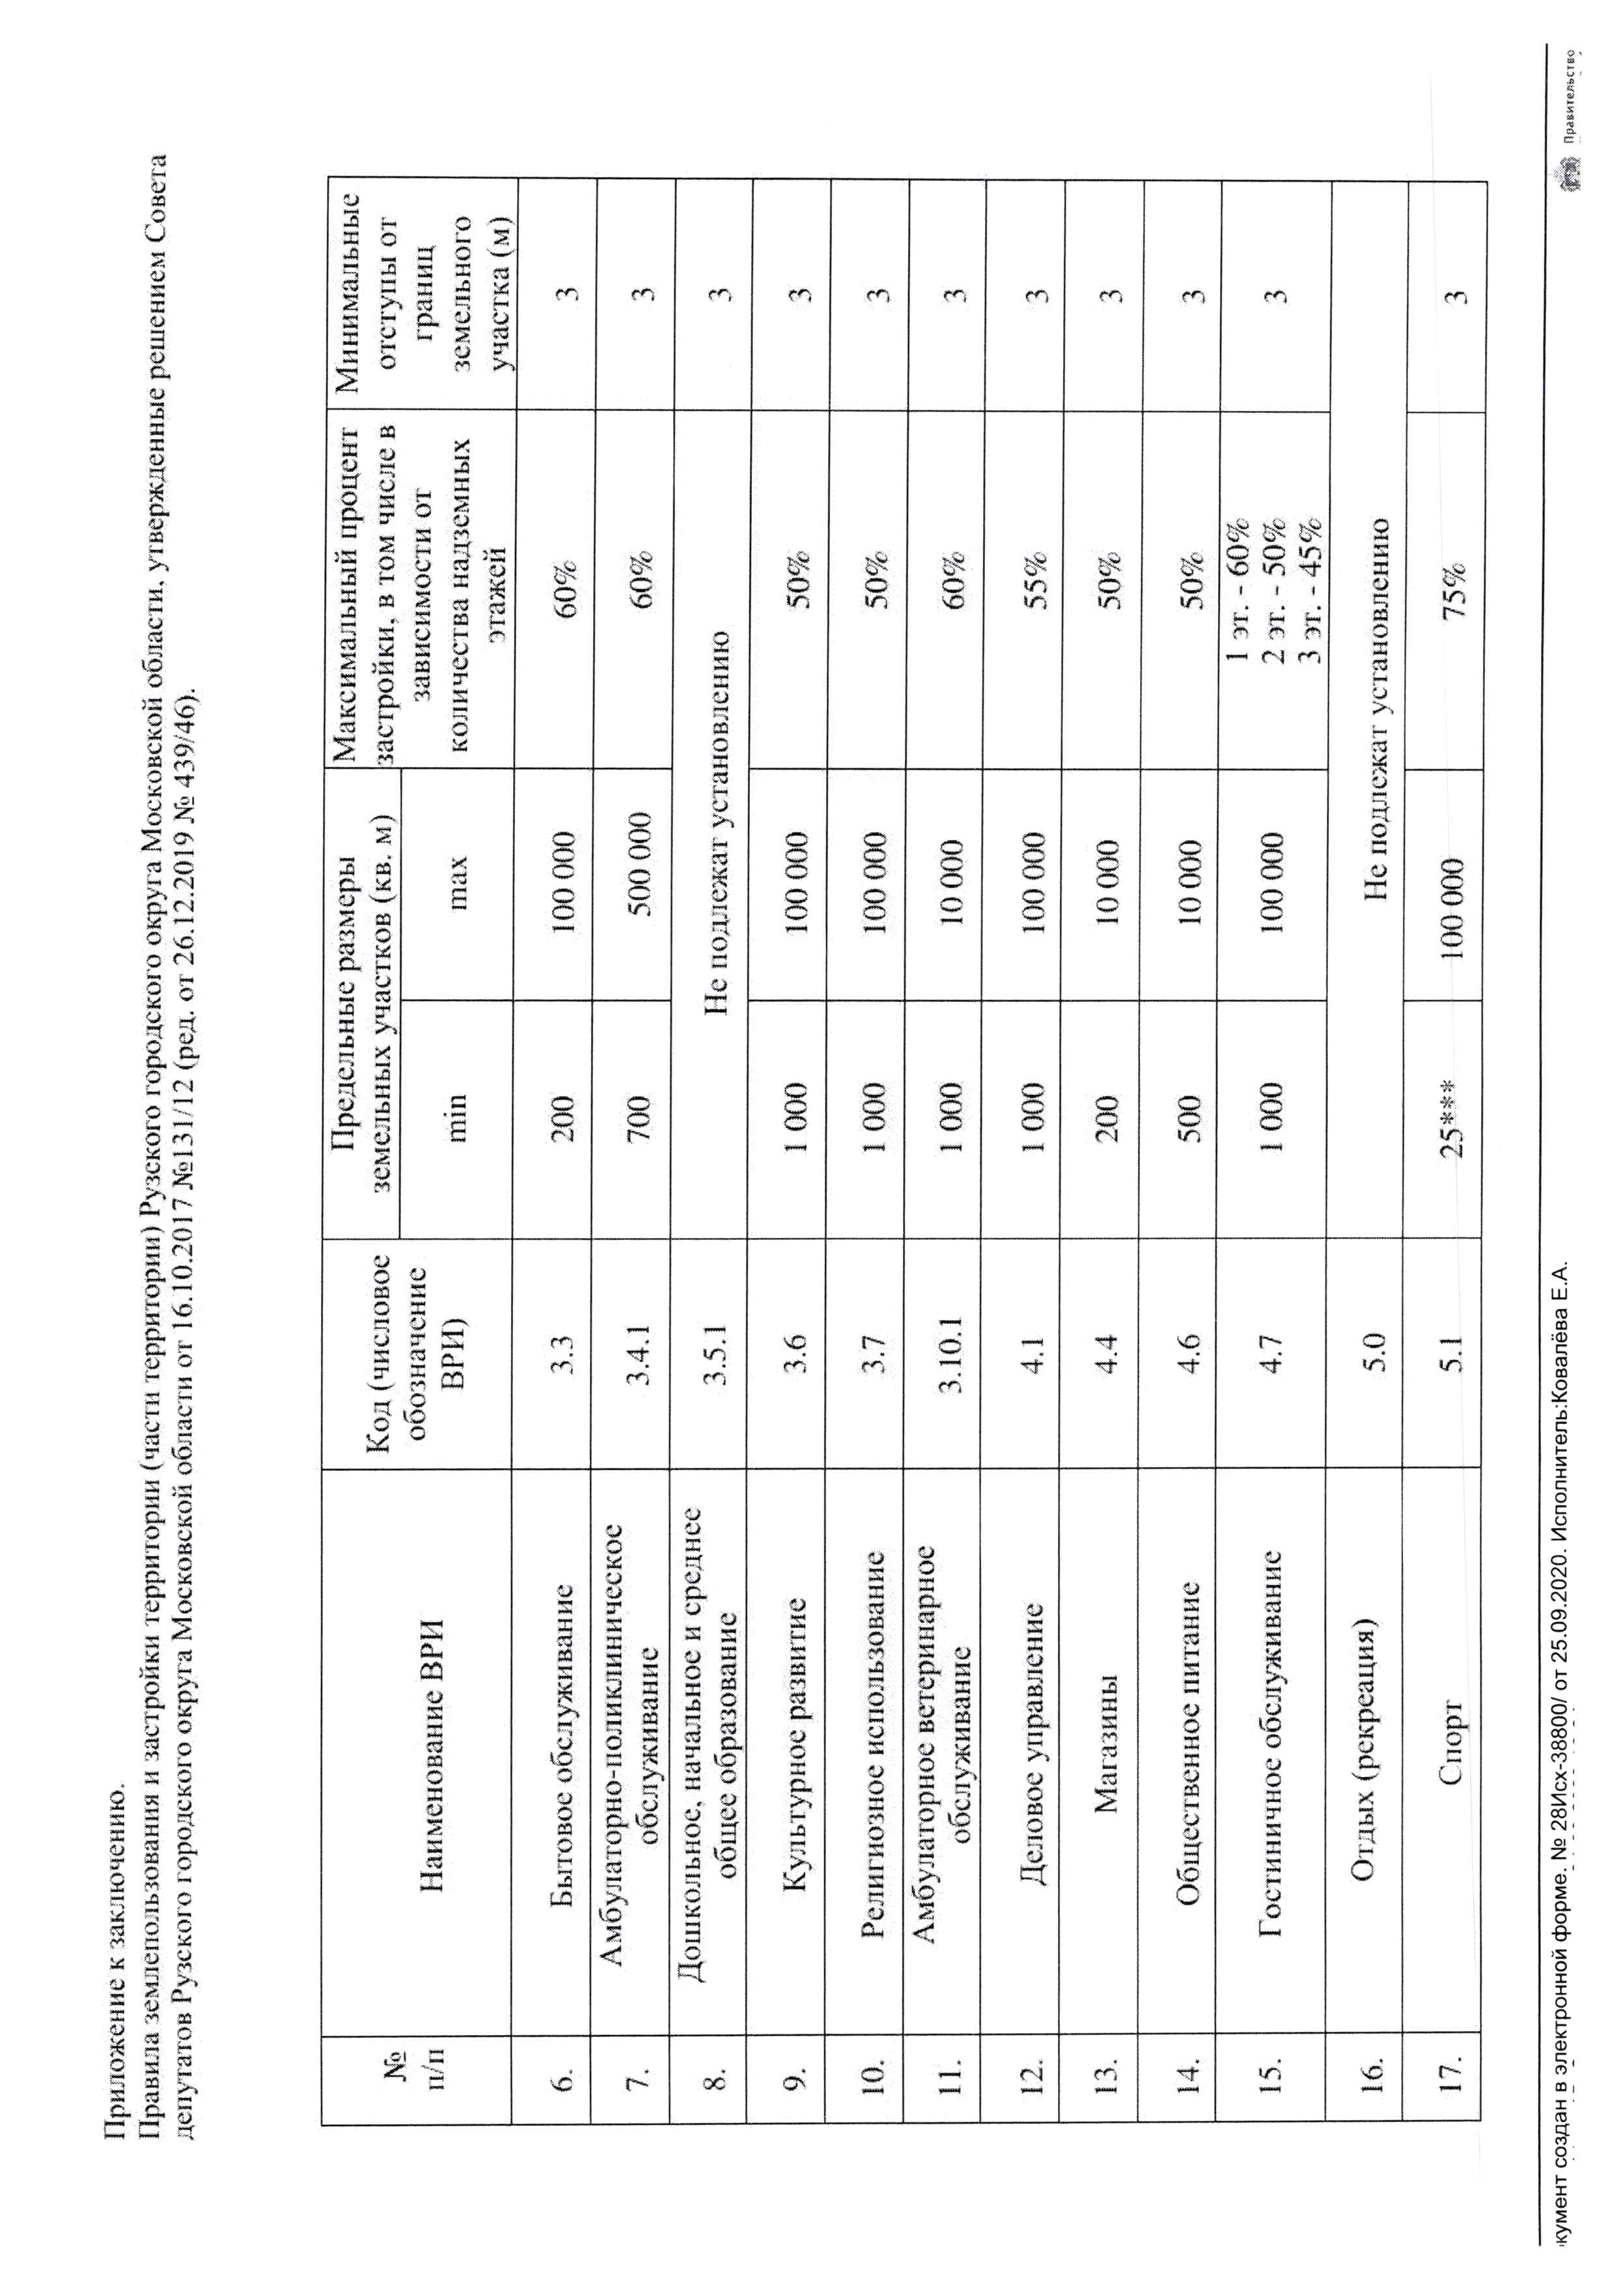 Приложение к заключению.
Правила землепользования и застройки территории (части территории) Рузского городского округа Московской области, утвержденные решением Совета
депутатов Рузского городского округа Московской области от 16.10.2017 №131/12 (ред. от 26.12.2019 № 439/46).
№ п/п
Наименование ВРИ
Код (числовое
обозначение
ВРИ)
Предельные размеры
земельных участков (кв. м)
min
max
Максимальный процент
застройки, в том числе в
зависимости от
количества надземных
этажей
Минимальные
отступы от
границ
земельного
участка (м)
6. Бытовое обслуживание 3.3 200 100 000 60% 3
7. Амбулаторно-поликлиническое
обслуживание 3.4.1 700 500 000 60% 3
8. Дошкольное, начальное и среднее
общее образование 3.5.1 Не подлежат установлению 3
9. Культурное развитие 3.6 1 000 100 000 50% 3
10. Религиозное использование 3.7 1 000 100 000 50% 3
11. Амбулаторное ветеринарное
обслуживание 3.10.1 1 000 10 000 60% 3
12. Деловое управление 4.1 1 000 100 000 55% 3
13. Магазины 4.4 200 10 000 50% 3
14. Общественное питание 4.6 500 10 000 50% 3
15. Гостиничное обслуживание 4.7 1 000 100 000 1 эт. - 60%
2 эт. - 50%
3 эт. - 45% 3
16. Отдых (рекреация) 5.0 Не подлежат установлению
17. Спорт 5.1 25*** 100 000 75% 3
кумент создан в электронной форме. № 28Исх-38800/ от 25.09.2020. Исполнитель:Ковалёва Е.А.
Правительство